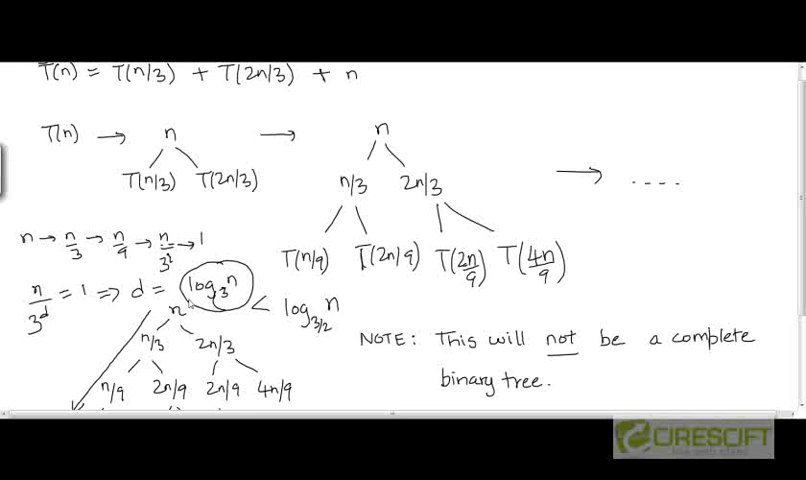 T(n) = T(n/3) + T(2n/3) + n
T(n) → n → n
T(n/3) T(2n/3) n/3 2n/3 → ....
n → n/3 → n/9 → n/3^i → 1 T(n/9) T(2n/9) T(2n/9) T(4n/9)
n/3^d = 1 ⇒ d = log₃n < log_{3/2} n
n
n/3 2n/3
NOTE: This will not be a complete
binary tree.
n/9 2n/9 2n/9 4n/9
CIRESCIFT